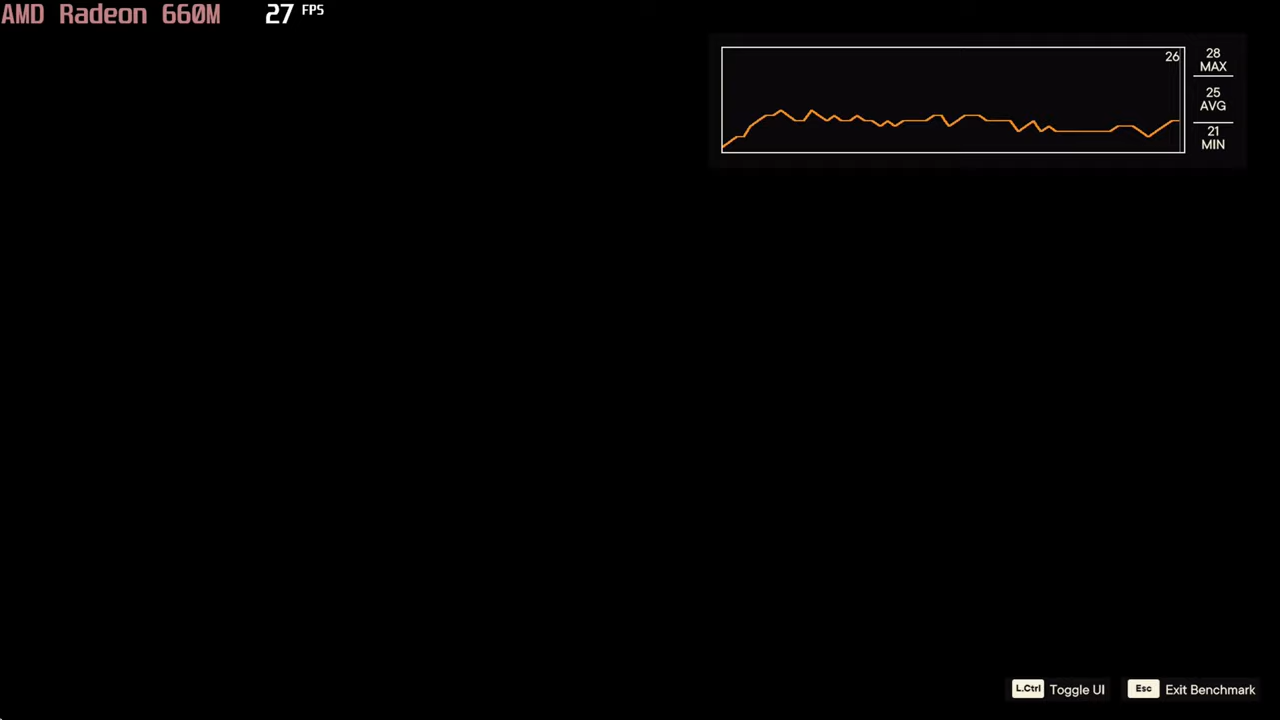 AMD Radeon 660M 27 FPS
26
28
MAX
25
AVG
21
MIN
L.Ctrl Toggle UI Esc Exit Benchmark